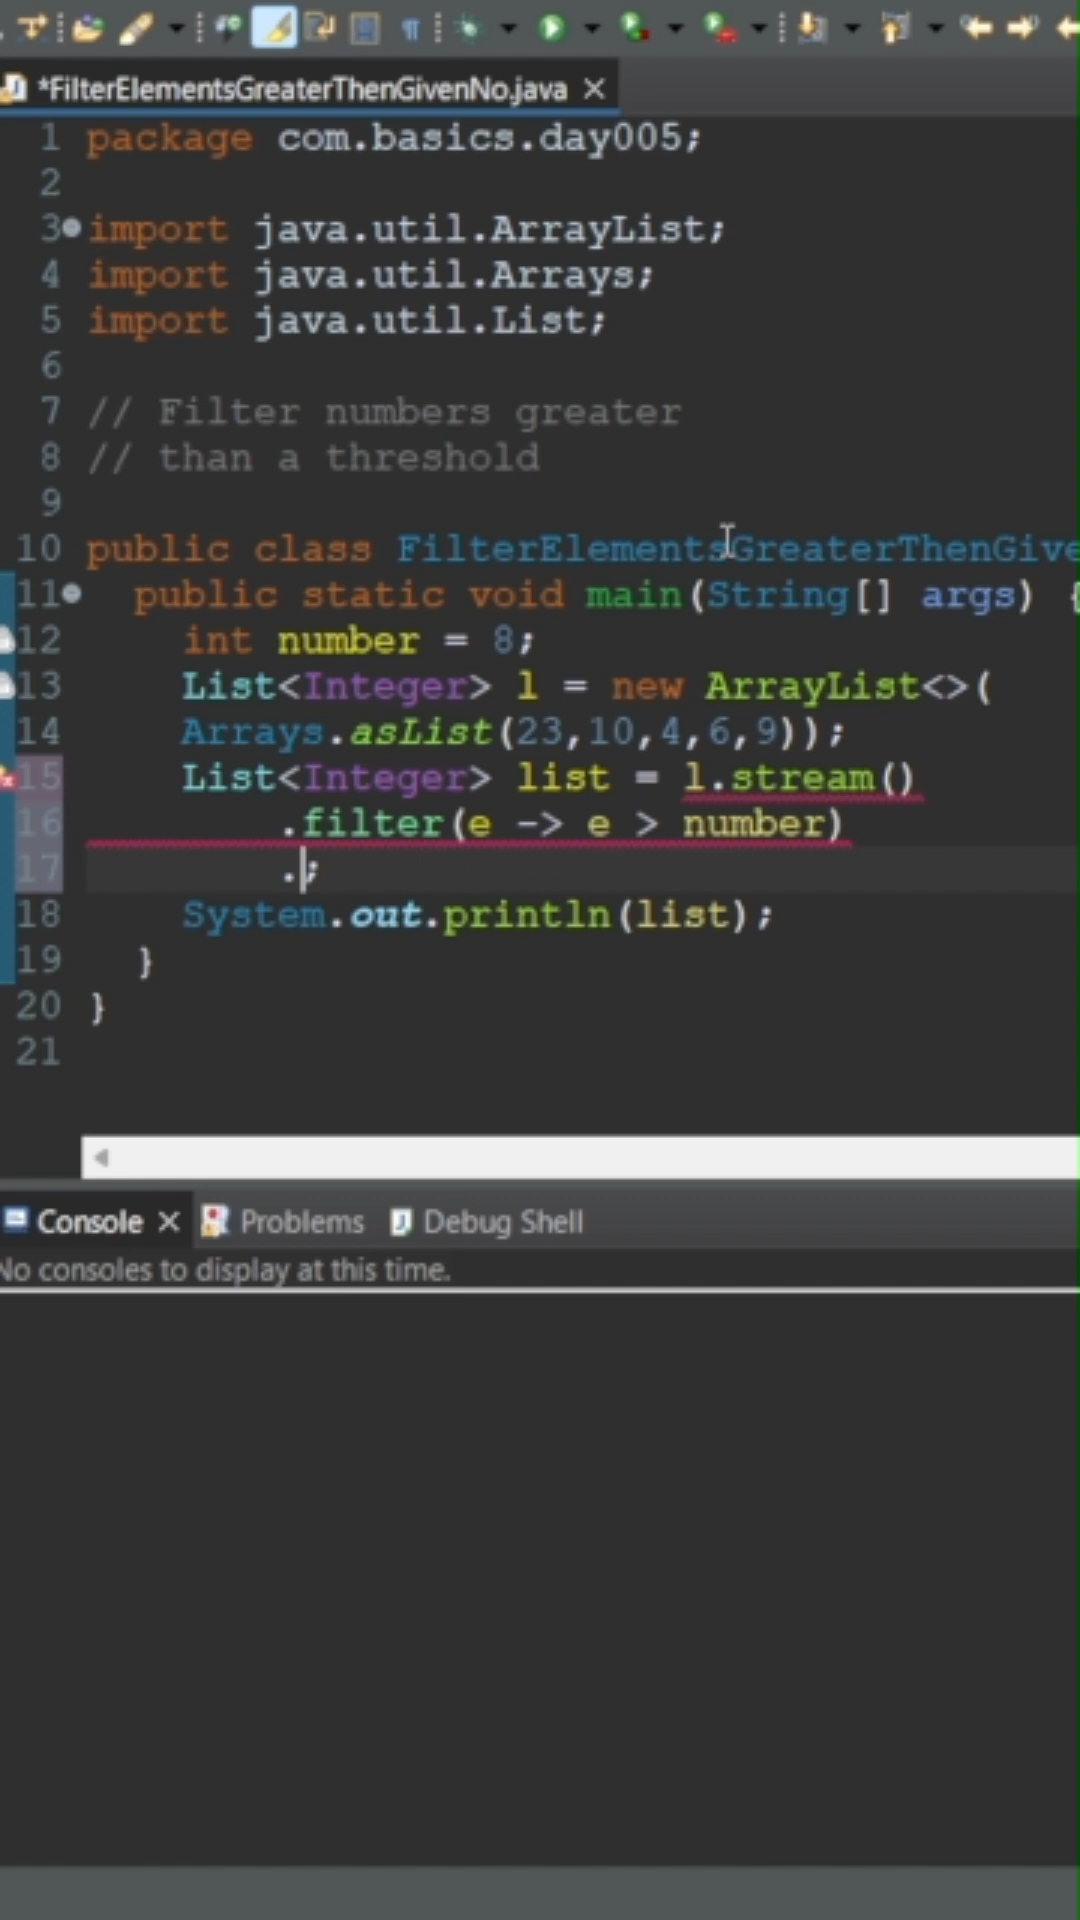 *FilterElementsGreaterThenGivenNo.java
1 package com.basics.day005;
2
3 import java.util.ArrayList;
4 import java.util.Arrays;
5 import java.util.List;
6
7 // Filter numbers greater
8 // than a threshold
9
10 public class FilterElementsGreaterThenGive
11 public static void main(String[] args) {
12 int number = 8;
13 List<Integer> l = new ArrayList<>(
14 Arrays.asList(23,10,4,6,9));
15 List<Integer> list = l.stream()
16 .filter(e -> e > number)
17 .;
18 System.out.println(list);
19 }
20 }
21
Console Problems Debug Shell
No consoles to display at this time.